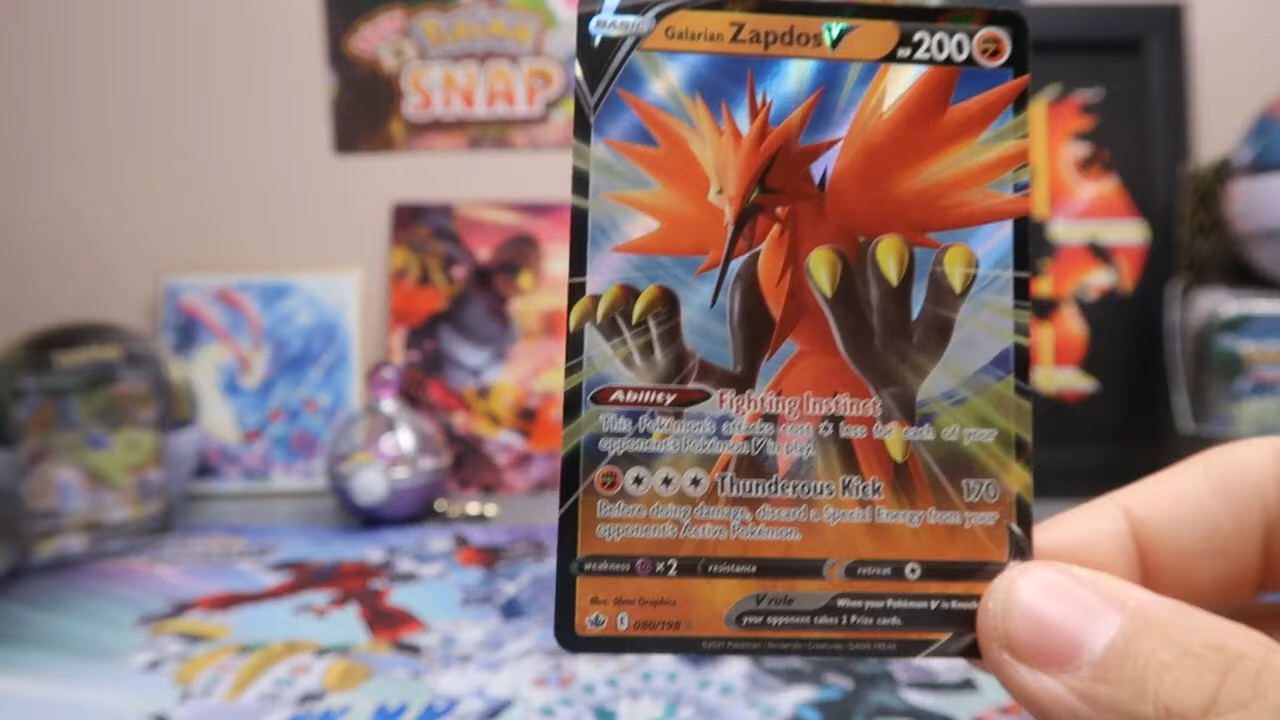 Pokémon
SNAP
BASIC
Galarian Zapdos V
HP 200
Ability Fighting Instinct
This Pokémon's attacks cost less for each of your
opponent's Pokémon V in play.
Thunderous Kick 170
Before doing damage, discard a Special Energy from your
opponent's Active Pokémon.
weakness ×2 resistance retreat
Illus. 5ban Graphics
V rule When your Pokémon V is Knock
your opponent takes 2 Prize cards.
E 080/198
©2021 Pokémon / Nintendo / Creatures / GAME FREAK